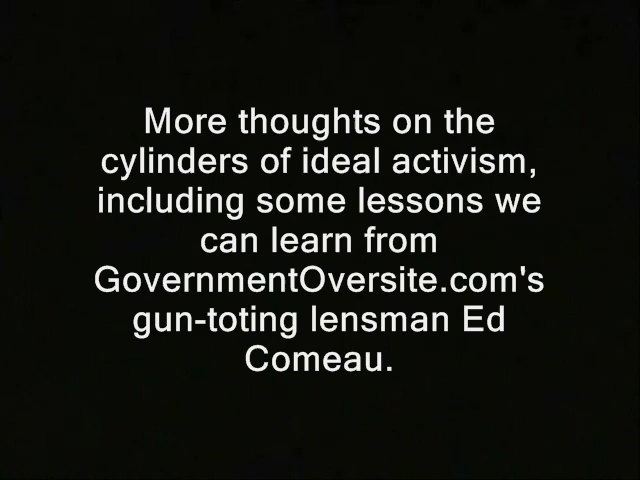 More thoughts on the
cylinders of ideal activism,
including some lessons we
can learn from
GovernmentOversite.com's
gun-toting lensman Ed
Comeau.